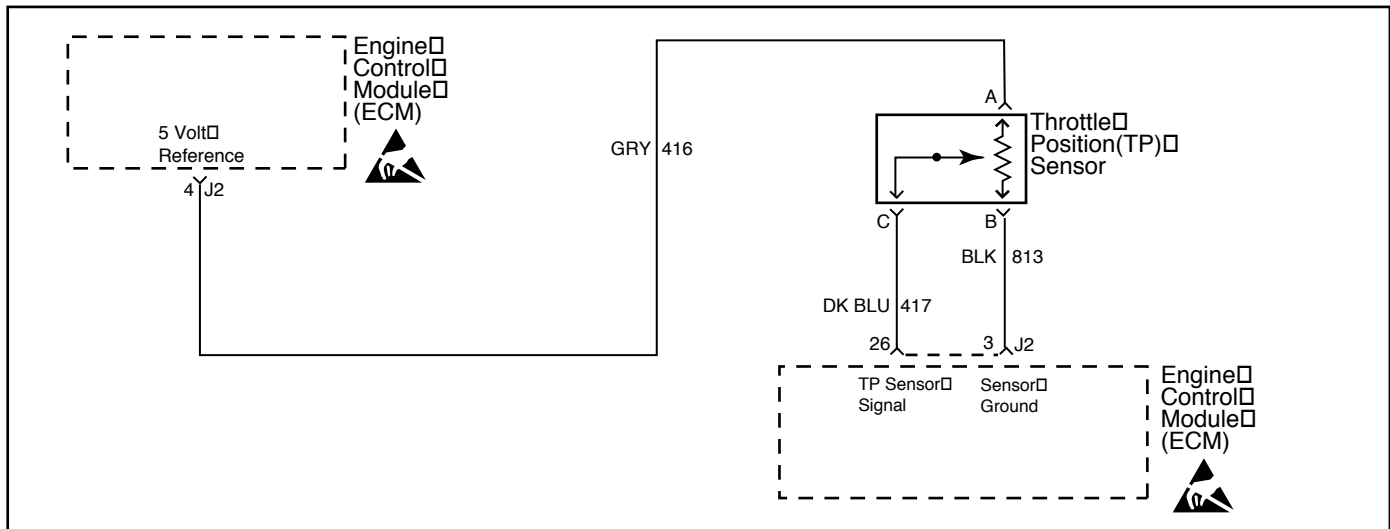 Engine
Control
Module
(ECM)
5 Volt
Reference
4 J2
GRY 416
A
Throttle
Position(TP)
Sensor
C B
BLK 813
DK BLU 417
26 3 J2
TP Sensor
Signal
Sensor
Ground
Engine
Control
Module
(ECM)